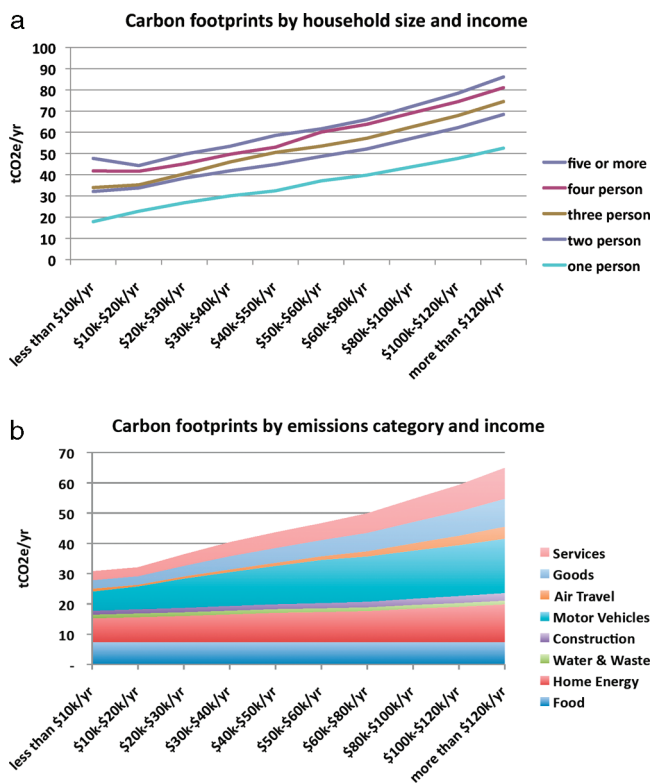 a
Carbon footprints by household size and income
100
90
80
70
60
50
40
30
20
10
0
tCO2e/yr
less than $10k/yr
$10k-$20k/yr
$20k-$30k/yr
$30k-$40k/yr
$40k-$50k/yr
$50k-$60k/yr
$60k-$80k/yr
$80k-$100k/yr
$100k-$120k/yr
more than $120k/yr
five or more
four person
three person
two person
one person
b
Carbon footprints by emissions category and income
70
60
50
40
30
20
10
-
tCO2e/yr
less than $10k/yr
$10k-$20k/yr
$20k-$30k/yr
$30k-$40k/yr
$40k-$50k/yr
$50k-$60k/yr
$60k-$80k/yr
$80k-$100k/yr
$100k-$120k/yr
more than $120k/yr
Services
Goods
Air Travel
Motor Vehicles
Construction
Water & Waste
Home Energy
Food